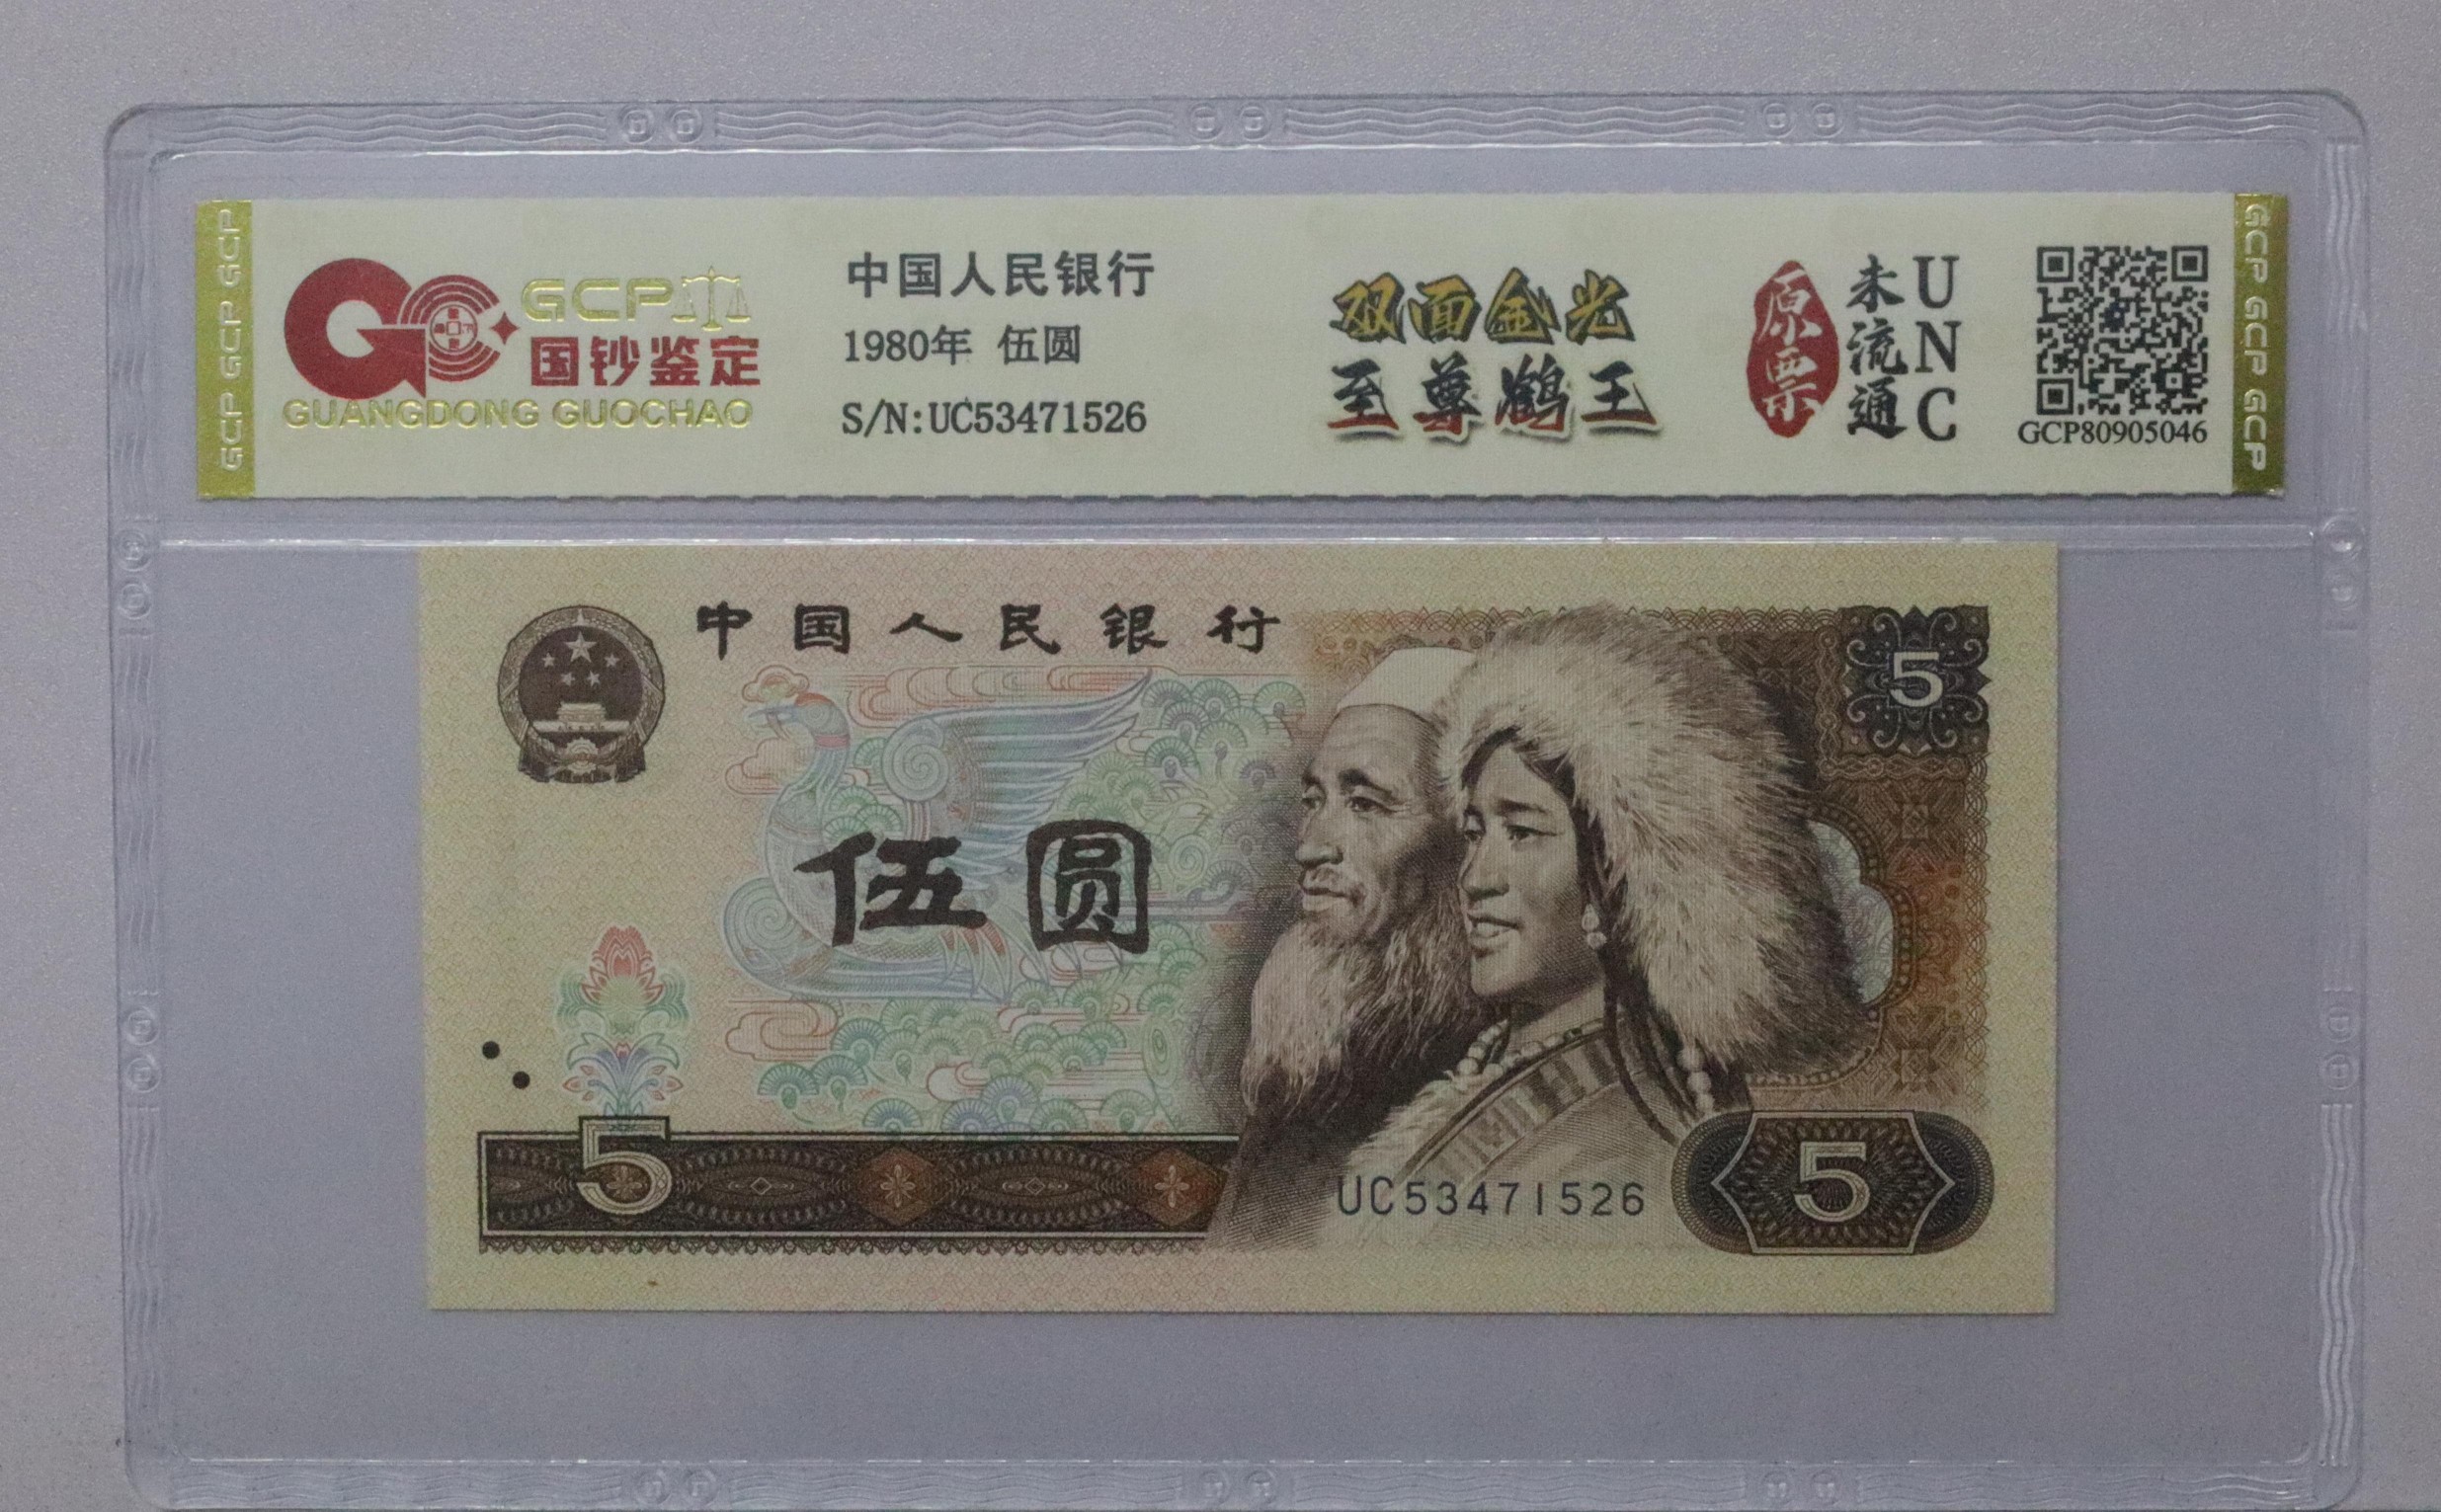 GCP GCP GCP
GCP
国钞鉴定
GUANGDONG GUOCHAO
中国人民银行
1980年 伍圆
S/N:UC53471526
双面金光
至尊鹤王
原票
未流通
UNC
GCP80905046
GCP GCP GCP
中国人民银行
5
伍圆
5
UC53471526
5